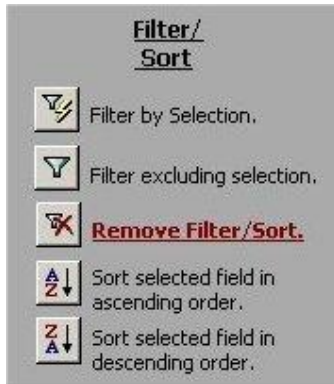 Filter/
Sort
Filter by Selection.
Filter excluding selection.
Remove Filter/Sort.
A
Z
Sort selected field in
ascending order.
Z
A
Sort selected field in
descending order.